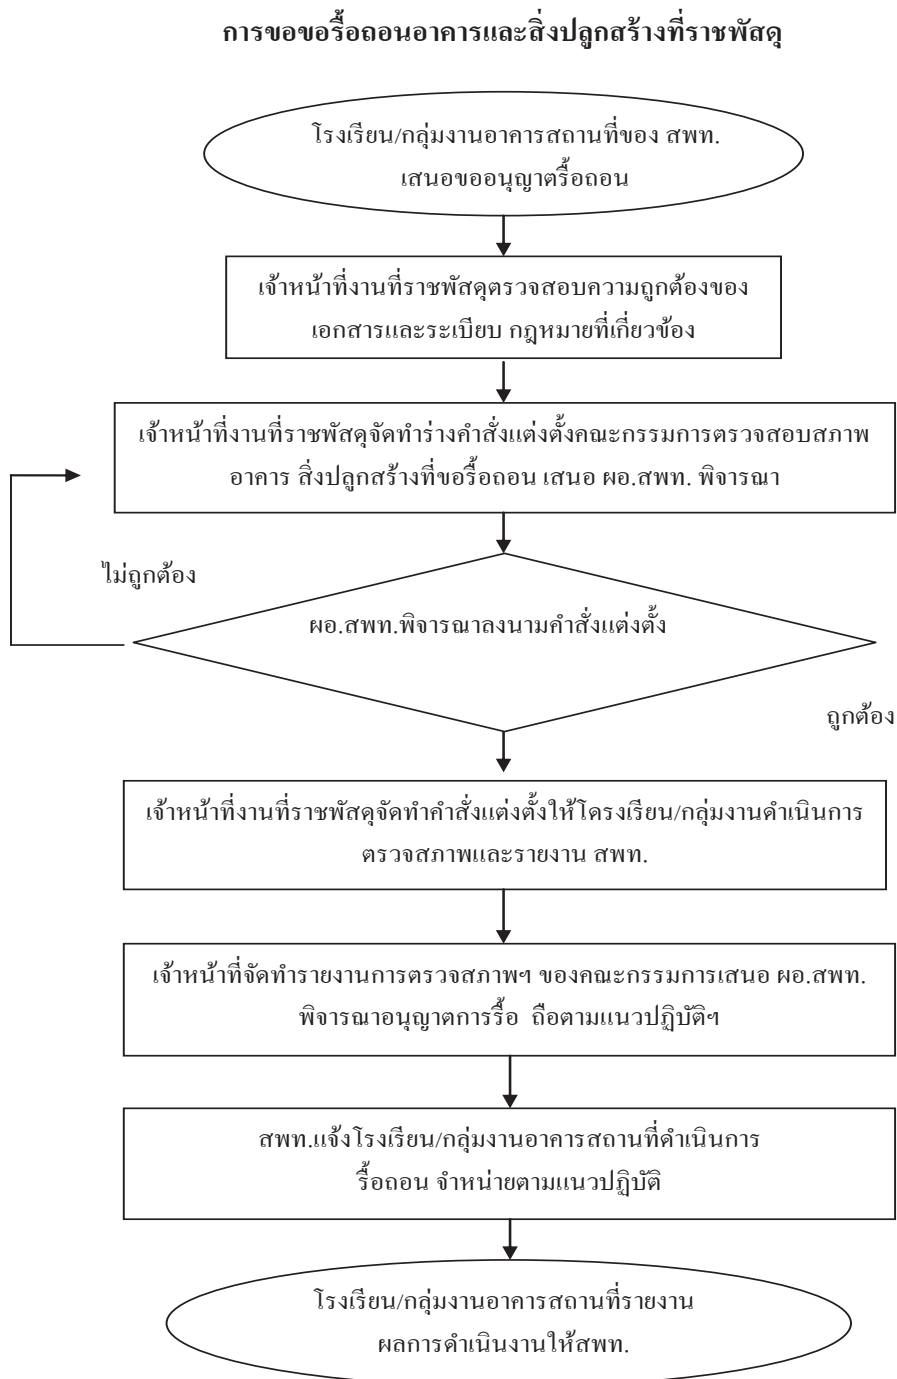 การขอขอรื้อถอนอาคารและสิ่งปลูกสร้างที่ราชพัสดุ
โรงเรียน/กลุ่มงานอาคารสถานที่ของ สพท.
เสนอขออนุญาตรื้อถอน
เจ้าหน้าที่งานที่ราชพัสดุตรวจสอบความถูกต้องของ
เอกสารและระเบียบ กฎหมายที่เกี่ยวข้อง
เจ้าหน้าที่งานที่ราชพัสดุจัดทำร่างคำสั่งแต่งตั้งคณะกรรมการตรวจสอบสภาพ
อาคาร สิ่งปลูกสร้างที่ขอรื้อถอน เสนอ ผอ.สพท. พิจารณา
ไม่ถูกต้อง
ผอ.สพท.พิจารณาลงนามคำสั่งแต่งตั้ง
ถูกต้อง
เจ้าหน้าที่งานที่ราชพัสดุจัดทำคำสั่งแต่งตั้งให้โดรงเรียน/กลุ่มงานดำเนินการ
ตรวจสภาพและรายงาน สพท.
เจ้าหน้าที่จัดทำรายงานการตรวจสภาพฯ ของคณะกรรมการเสนอ ผอ.สพท.
พิจารณาอนุญาตการรื้อ ถือตามแนวปฏิบัติฯ
สพท.แจ้งโรงเรียน/กลุ่มงานอาคารสถานที่ดำเนินการ
รื้อถอน จำหน่ายตามแนวปฏิบัติ
โรงเรียน/กลุ่มงานอาคารสถานที่รายงาน
ผลการดำเนินงานให้สพท.